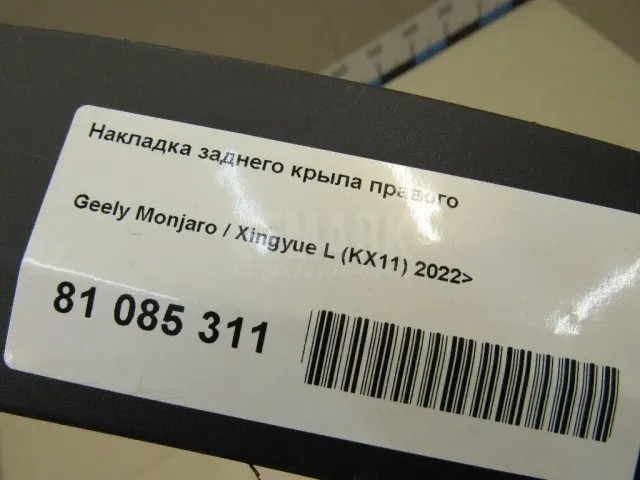 Накладка заднего крыла правого
Geely Monjaro / Xingyue L (KX11) 2022>
81 085 311